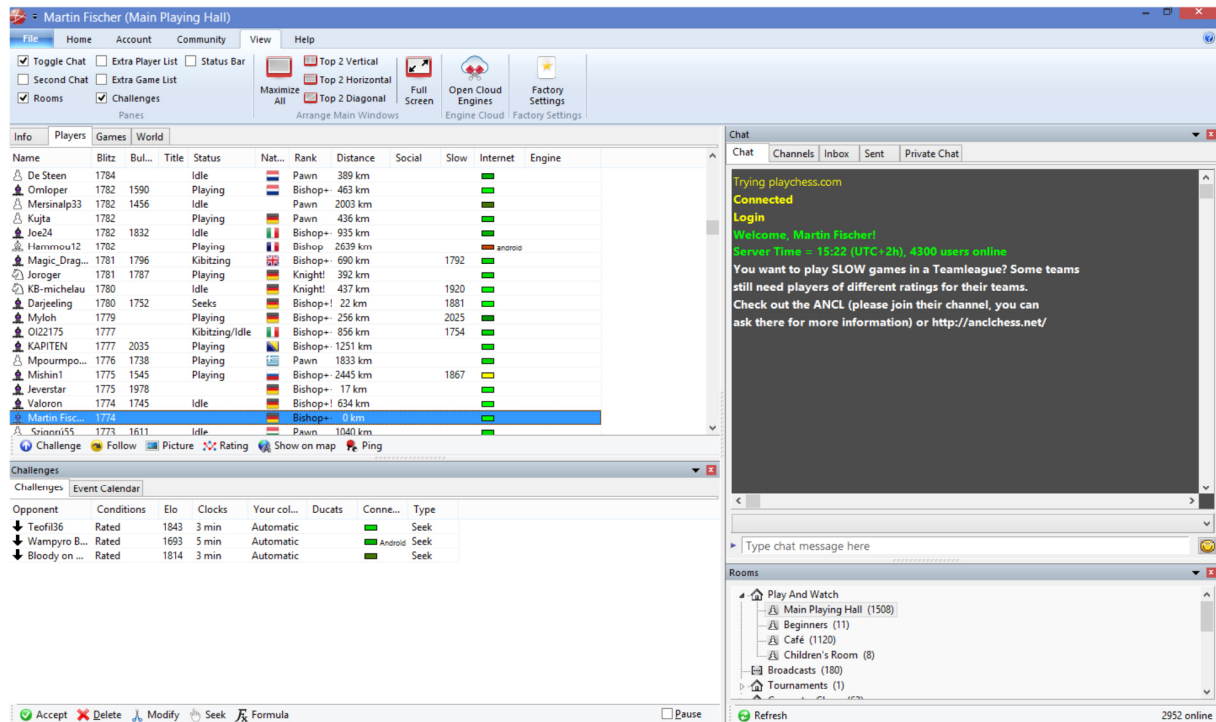 Martin Fischer (Main Playing Hall)
File Home Account Community View Help
Toggle Chat Extra Player List Status Bar
Second Chat Extra Game List
Rooms Challenges
Panes
Maximize All
Top 2 Vertical
Top 2 Horizontal
Top 2 Diagonal
Full Screen
Arrange Main Windows
Open Cloud Engines
Engine Cloud
Factory Settings
Factory Settings
Info Players Games World
Name Blitz Bul... Title Status Nat... Rank Distance Social Slow Internet Engine
De Steen 1784 Idle Pawn 389 km
Omloper 1782 1590 Playing Bishop+· 463 km
Mersinalp33 1782 1456 Idle Pawn 2003 km
Kujta 1782 Playing Pawn 436 km
Joe24 1782 1832 Idle Bishop+· 935 km
Hammou12 1782 Playing Bishop 2639 km android
Magic_Drag... 1781 1796 Kibitzing Bishop+· 690 km 1792
Joroger 1781 1787 Playing Knight! 392 km
KB-michelau 1780 Idle Knight! 437 km 1920
Darjeeling 1780 1752 Seeks Bishop+! 22 km 1881
Myloh 1779 Playing Bishop+· 256 km 2025
Ol22175 1777 Kibitzing/Idle Bishop+· 856 km 1754
KAPITEN 1777 2035 Playing Bishop+· 1251 km
Mpourmpo... 1776 1738 Playing Pawn 1833 km
Mishin1 1775 1545 Playing Bishop+· 2445 km 1867
Jeverstar 1775 1978 Bishop+· 17 km
Valoron 1774 1745 Idle Bishop+! 634 km
Martin Fisc... 1774 Bishop+· 0 km
Szigorú55 1773 1611 Idle Pawn 1040 km
Challenge Follow Picture Rating Show on map Ping
Challenges
Challenges Event Calendar
Opponent Conditions Elo Clocks Your col... Ducats Conne... Type
Teofil36 Rated 1843 3 min Automatic Seek
Wampyro B... Rated 1693 5 min Automatic Android Seek
Bloody on ... Rated 1814 3 min Automatic Seek
Accept Delete Modify Seek Formula Pause
Chat
Chat Channels Inbox Sent Private Chat
Trying playchess.com
Connected
Login
Welcome, Martin Fischer!
Server Time = 15:22 (UTC+2h), 4300 users online
You want to play SLOW games in a Teamleague? Some teams
still need players of different ratings for their teams.
Check out the ANCL (please join their channel, you can
ask there for more information) or http://anclchess.net/
Type chat message here
Rooms
Play And Watch
Main Playing Hall (1508)
Beginners (11)
Café (1120)
Children's Room (8)
Broadcasts (180)
Tournaments (1)
Refresh 2952 online